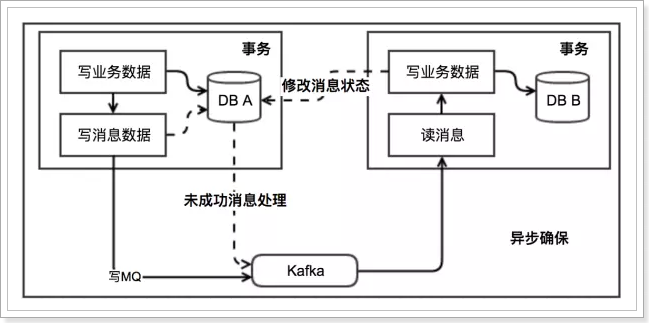 事务
事务
写业务数据
写业务数据
修改消息状态
DB A
DB B
写消息数据
读消息
未成功消息处理
异步确保
Kafka
写MQ